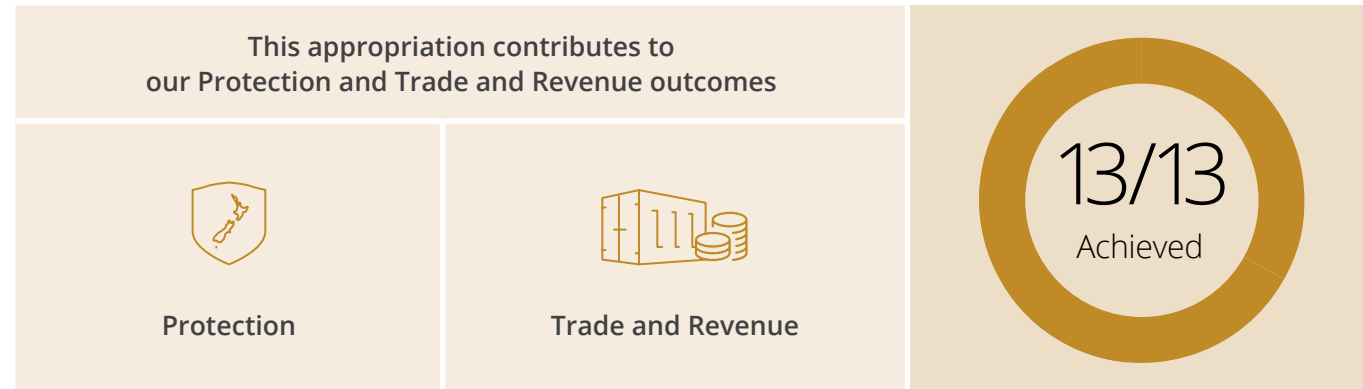 This appropriation contributes to
our Protection and Trade and Revenue outcomes
Protection
Trade and Revenue
13/13
Achieved